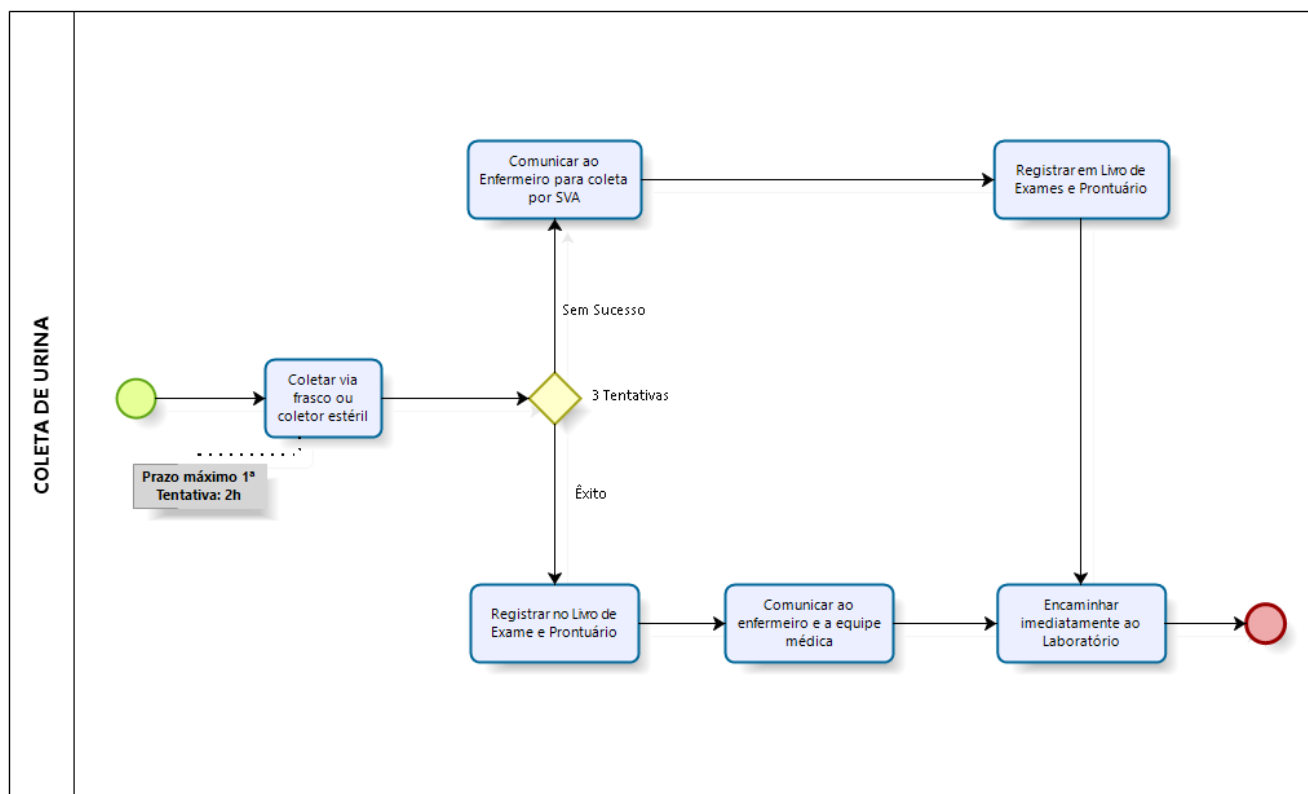 COLETA DE URINA
Comunicar ao
Enfermeiro para coleta
por SVA
Registrar em Livro de
Exames e Prontuário
Sem Sucesso
Coletar via
frasco ou
coletor estéril
3 Tentativas
Prazo máximo 1ª
Tentativa: 2h
Êxito
Registrar no Livro de
Exame e Prontuário
Comunicar ao
enfermeiro e a equipe
médica
Encaminhar
imediatamente ao
Laboratório